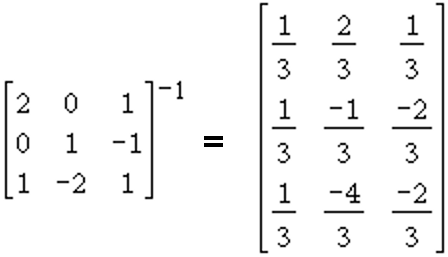 [2 0 1]⁻¹ = [1/3 2/3 1/3]
[0 1 -1] [1/3 -1/3 -2/3]
[1 -2 1] [1/3 -4/3 -2/3]